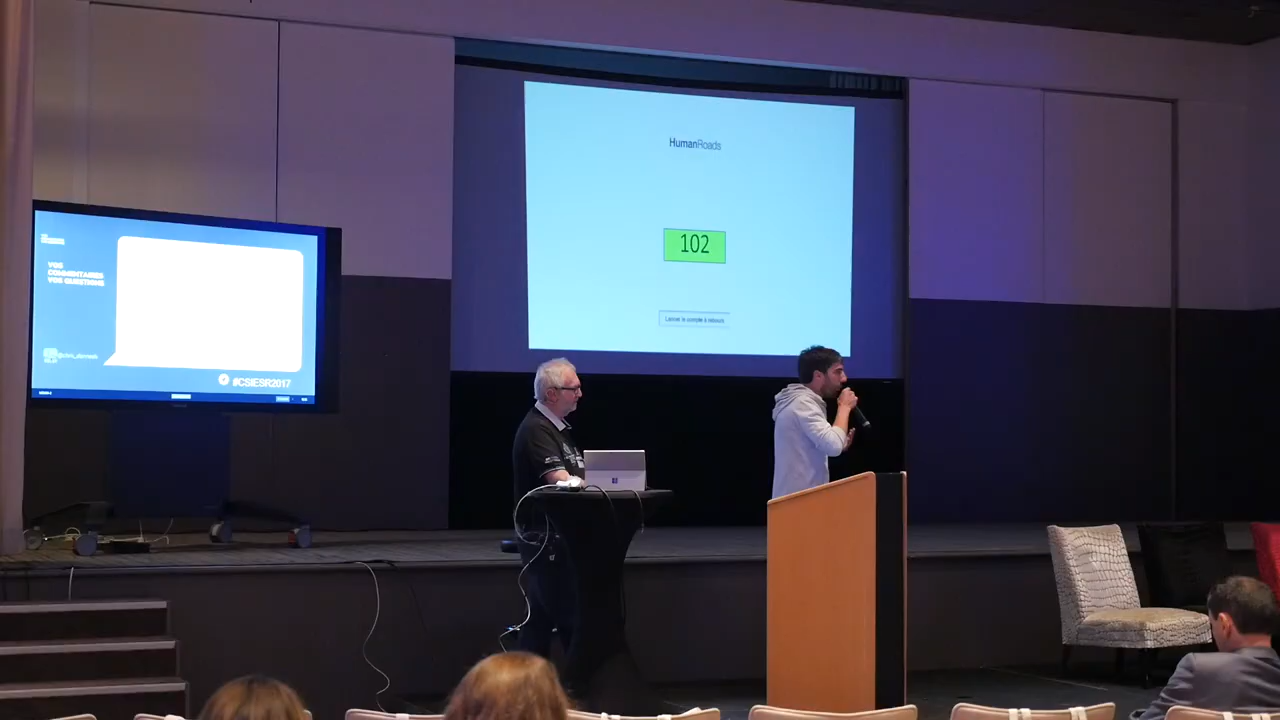 HumanRoads
102
Lancer le compte à rebours
VOS
COMMENTAIRES
VOS QUESTIONS
#CSIESR2017